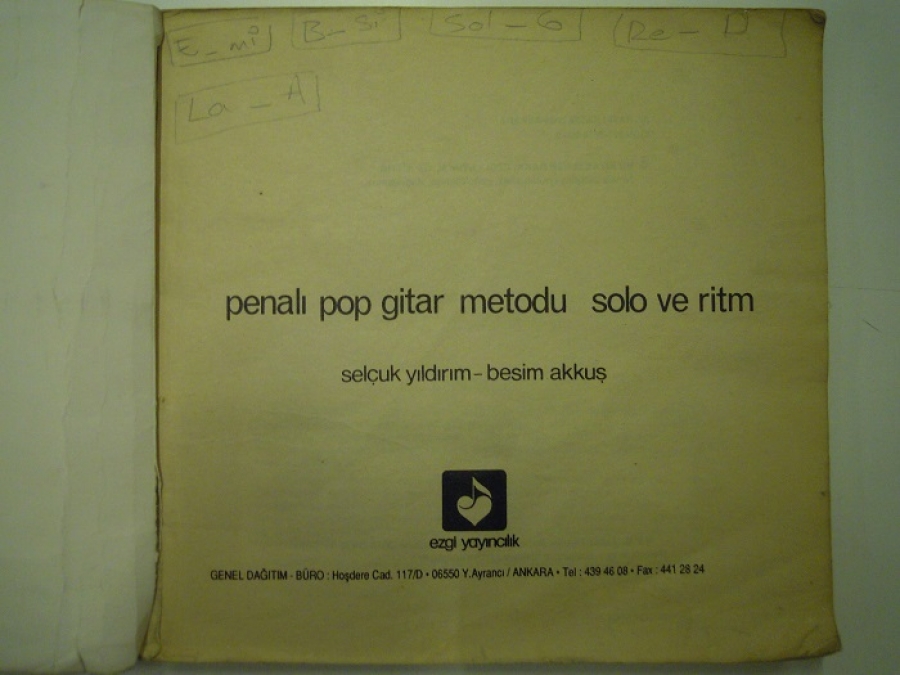 E - mi B - Si Sol - G Re - D
La - A
penalı pop gitar metodu solo ve ritm
selçuk yıldırım - besim akkuş
ezgi yayıncılık
GENEL DAĞITIM - BÜRO : Hoşdere Cad. 117/D • 06550 Y.Ayrancı / ANKARA • Tel : 439 46 08 • Fax : 441 28 24